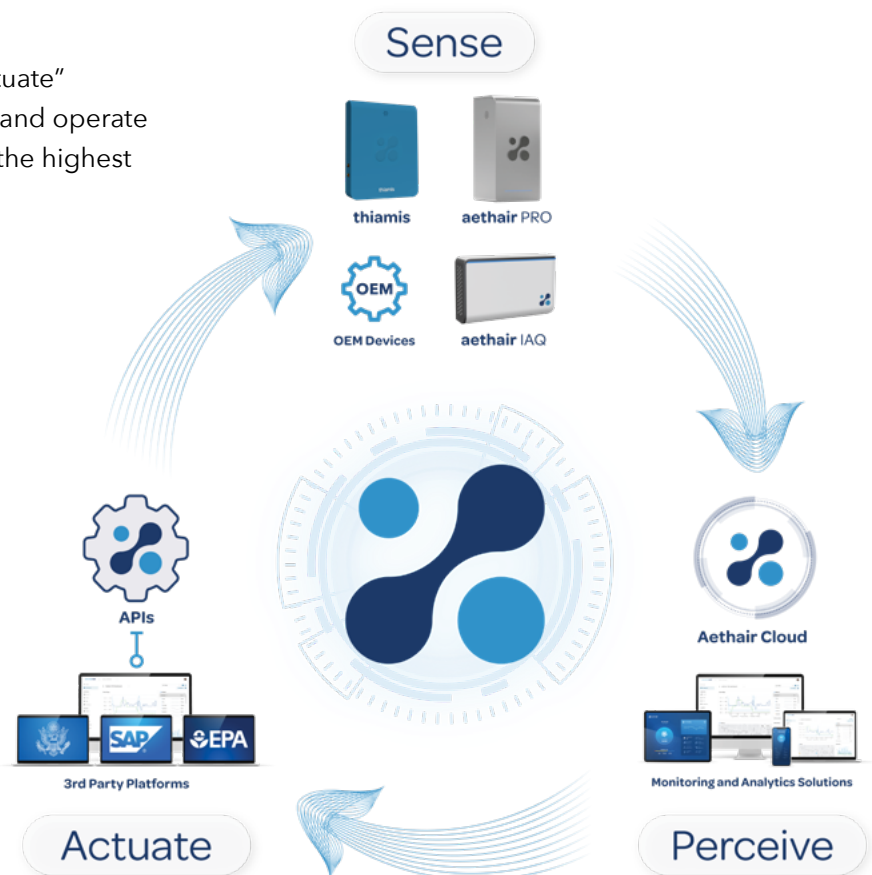 Sense
tuate”
and operate
the highest
thiamis
aethair PRO
OEM
OEM Devices
aethair IAQ
APIs
Aethair Cloud
SAP
EPA
3rd Party Platforms
Monitoring and Analytics Solutions
Actuate
Perceive